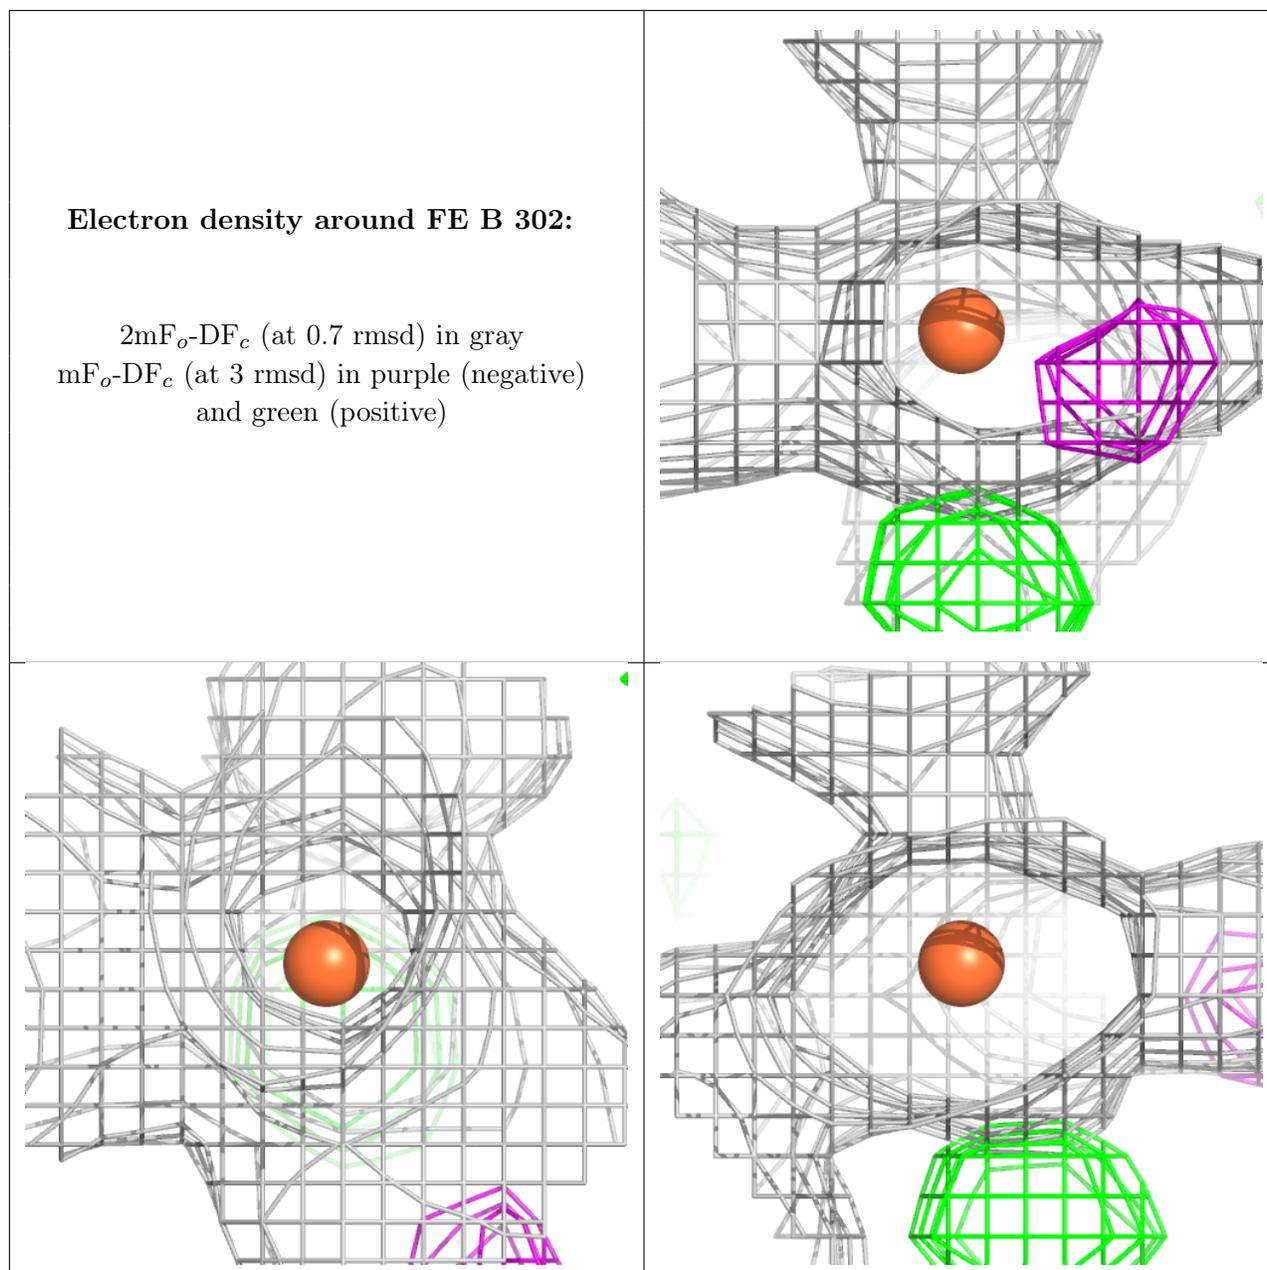 Electron density around FE B 302:
2mFo-DFc (at 0.7 rmsd) in gray
mFo-DFc (at 3 rmsd) in purple (negative)
and green (positive)